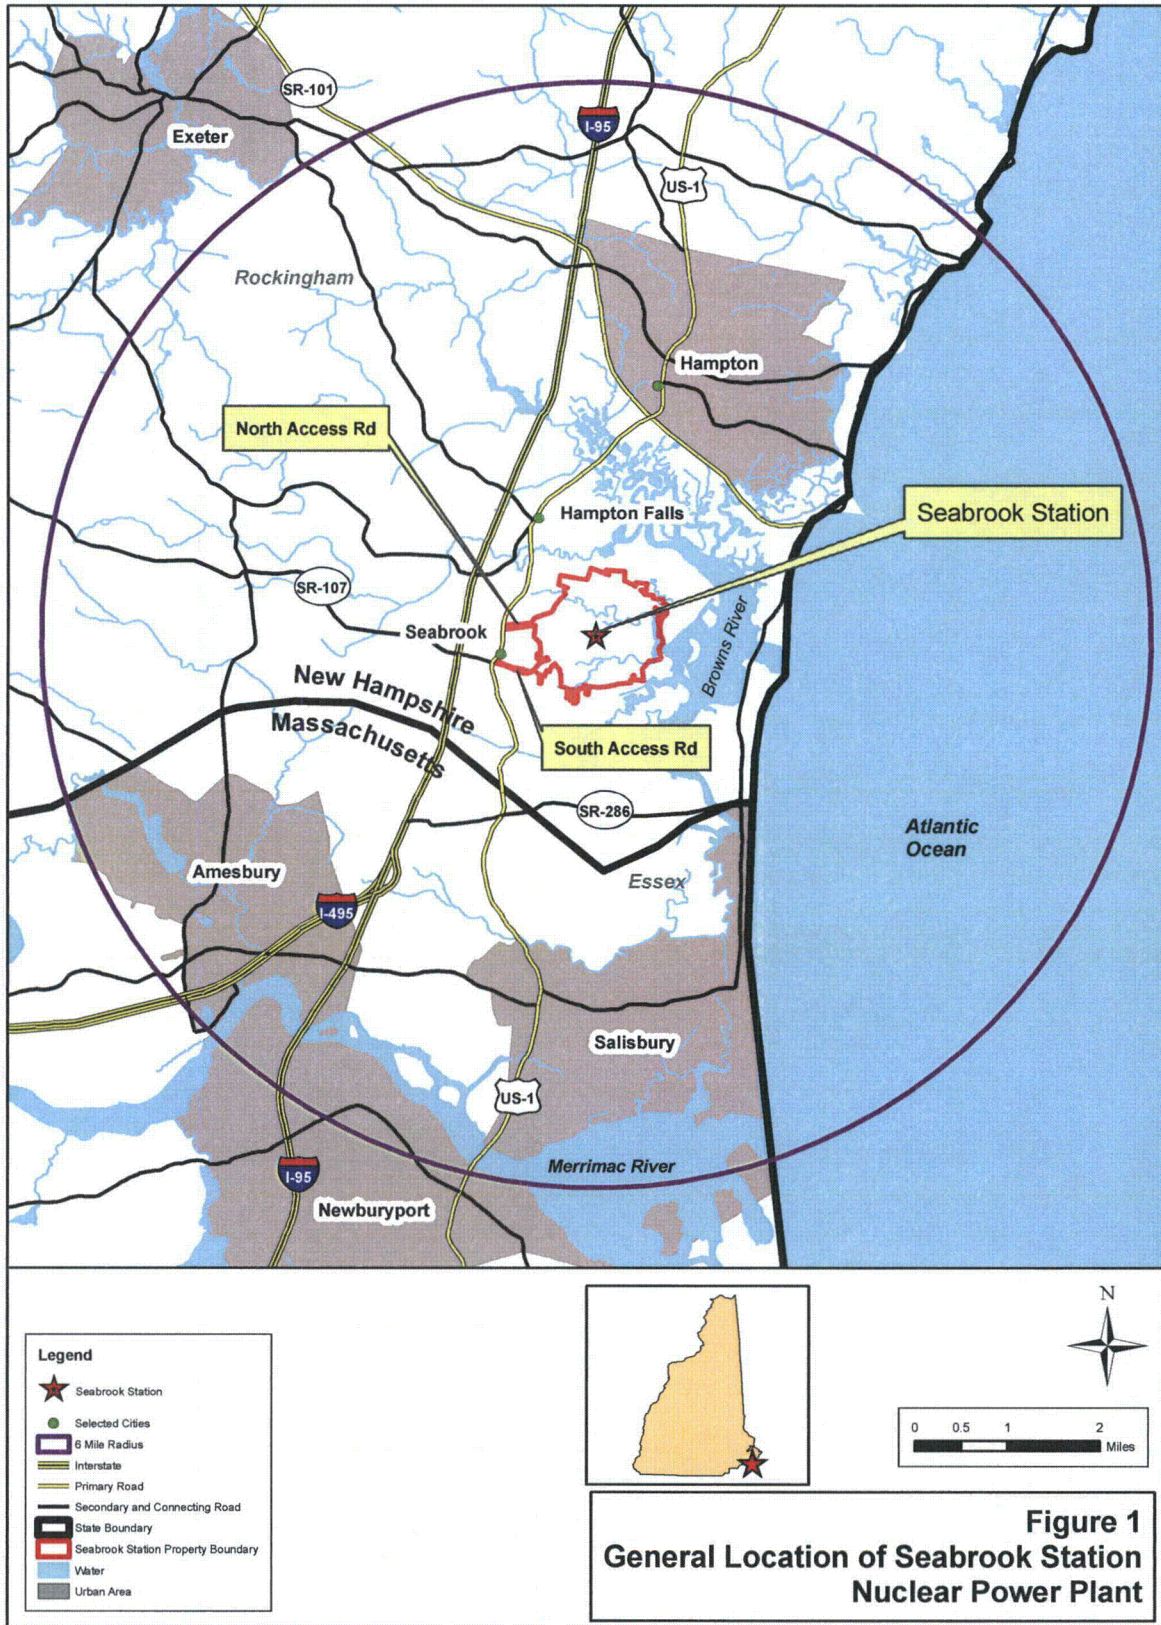 SR-101
I-95
Exeter
US-1
Rockingham
Hampton
North Access Rd
Hampton Falls
Seabrook Station
SR-107
Seabrook
Browns River
New Hampshire
Massachusetts
South Access Rd
SR-286
Atlantic
Ocean
Amesbury
Essex
I-495
Salisbury
US-1
Merrimac River
I-95
Newburyport
Legend
Seabrook Station
Selected Cities
6 Mile Radius
Interstate
Primary Road
Secondary and Connecting Road
State Boundary
Seabrook Station Property Boundary
Water
Urban Area
N
0 0.5 1 2
Miles
Figure 1
General Location of Seabrook Station
Nuclear Power Plant